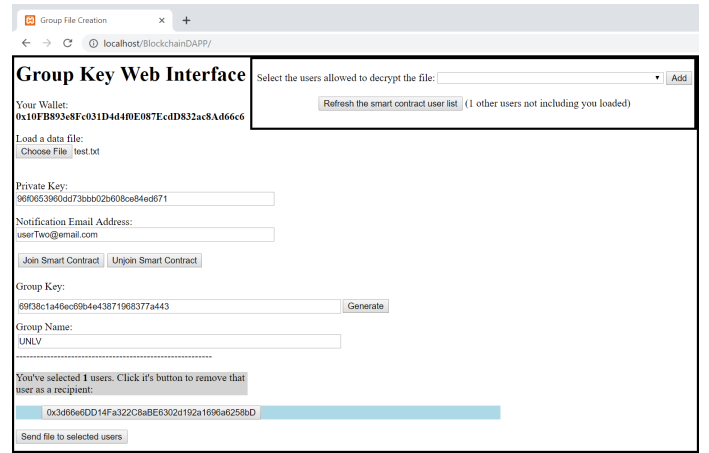 Group File Creation
localhost/BlockchainDAPP/
Group Key Web Interface
Select the users allowed to decrypt the file:
Add
Refresh the smart contract user list (1 other users not including you loaded)
Your Wallet:
0x10FB893e8Fc031D4d4f0E087EcdD832ac8Ad66c6
Load a data file:
Choose File test.txt
Private Key:
96f0653960dd73bbb02b608ce84ed671
Notification Email Address:
userTwo@email.com
Join Smart Contract Unjoin Smart Contract
Group Key:
69f38c1a46ec69b4e43871968377a443 Generate
Group Name:
UNLV
---------------------------------------------------------
You've selected 1 users. Click it's button to remove that
user as a recipient:
0x3d66e6DD14Fa322C8aBE6302d192a1696a6258bD
Send file to selected users